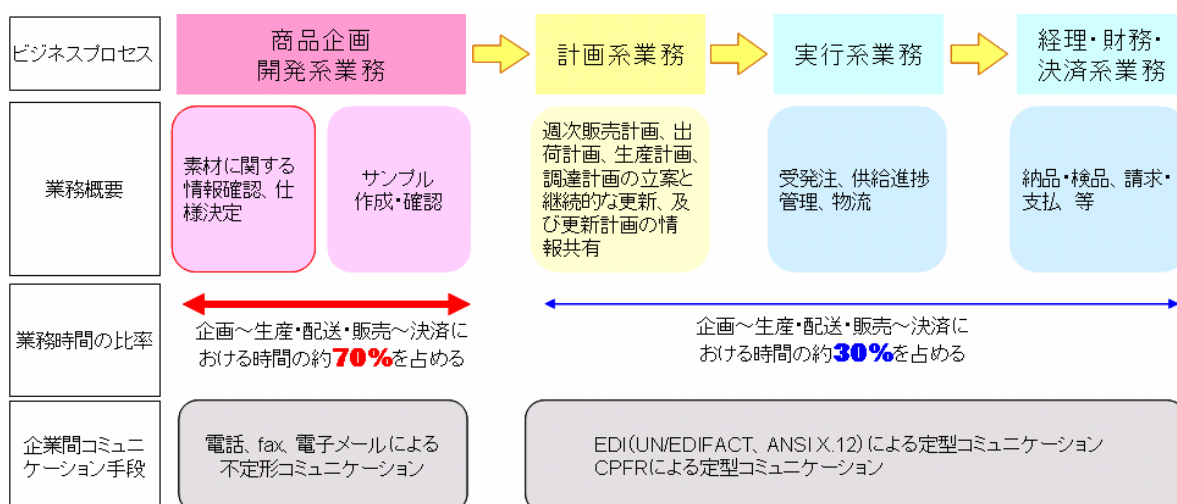 ビジネスプロセス
商品企画
開発系業務
計画系業務
実行系業務
経理・財務・
決済系業務
業務概要
素材に関する
情報確認、仕
様決定
サンプル
作成・確認
週次販売計画、出
荷計画、生産計画、
調達計画の立案と
継続的な更新、及
び更新計画の情
報共有
受発注、供給進捗
管理、物流
納品・検品、請求・
支払 等
業務時間の比率
企画～生産・配送・販売～決済に
おける時間の約70%を占める
企画～生産・配送・販売～決済に
おける時間の約30%を占める
企業間コミュニ
ケーション手段
電話、fax、電子メールによる
不定形コミュニケーション
EDI(UN/EDIFACT、ANSI X.12)による定型コミュニケーション
CPFRによる定型コミュニケーション